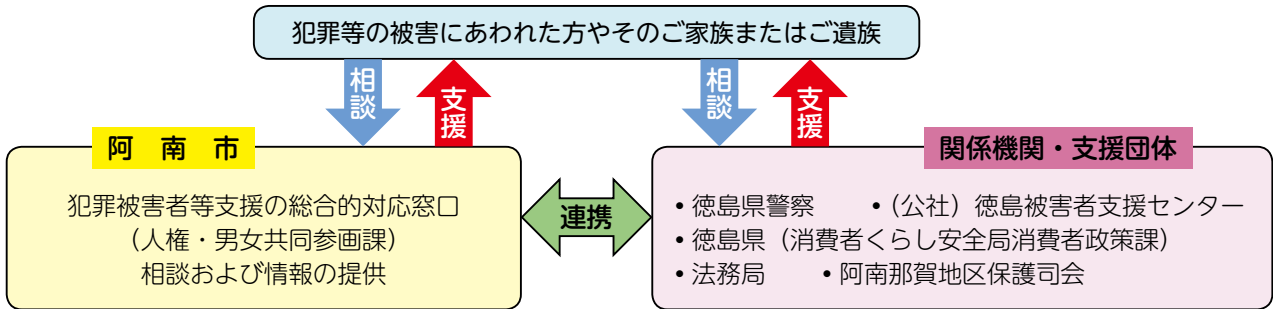 犯罪等の被害にあわれた方やそのご家族またはご遺族
相談
支援
相談
支援
阿南市
犯罪被害者等支援の総合的対応窓口
（人権・男女共同参画課）
相談および情報の提供
連携
関係機関・支援団体
•徳島県警察　•（公社）徳島被害者支援センター
•徳島県（消費者くらし安全局消費者政策課）
•法務局　•阿南那賀地区保護司会